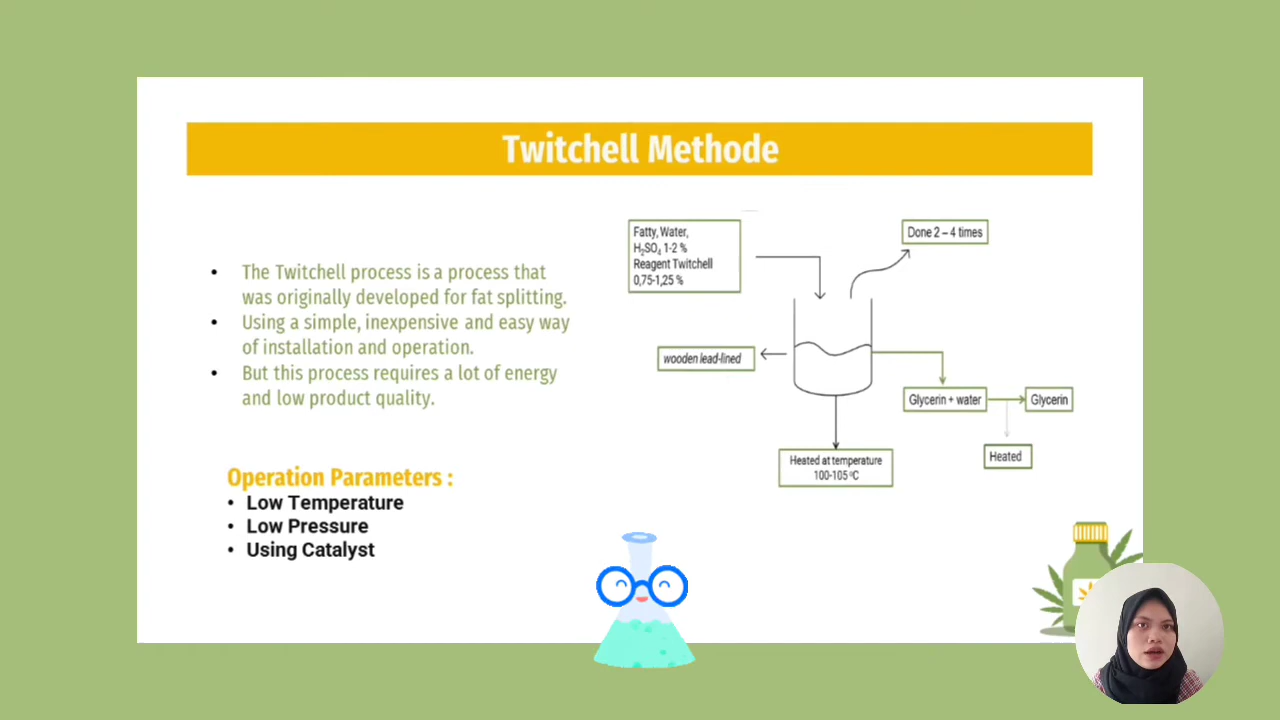 Twitchell Methode
• The Twitchell process is a process that
was originally developed for fat splitting.
• Using a simple, inexpensive and easy way
of installation and operation.
• But this process requires a lot of energy
and low product quality.
Operation Parameters :
• Low Temperature
• Low Pressure
• Using Catalyst
Fatty, Water,
H₂SO₄ 1-2 %
Reagent Twitchell
0,75-1,25 %
Done 2 – 4 times
wooden lead-lined
Glycerin + water
Glycerin
Heated
Heated at temperature
100-105 ºC